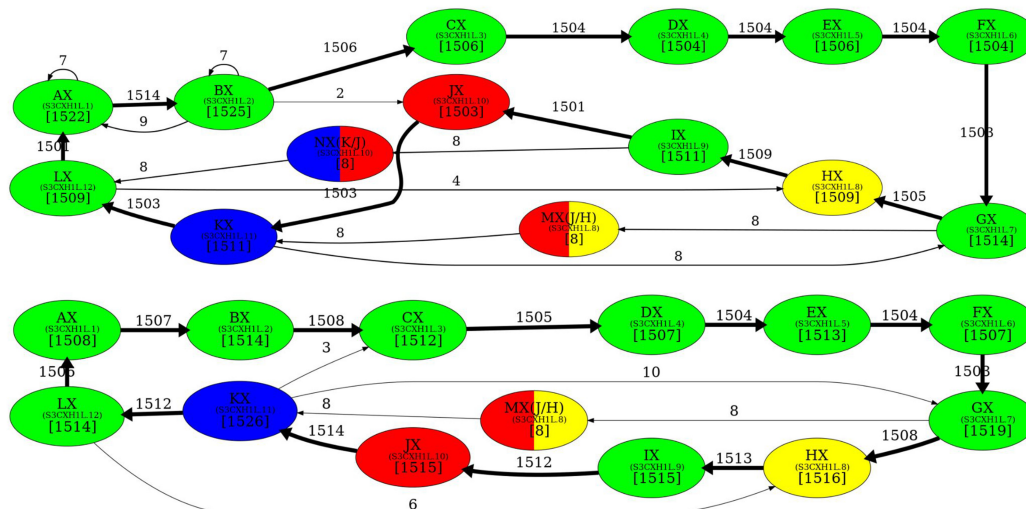 CX
(S3CXH1L.3)
[1506]
1504
DX
(S3CXH1L.4)
[1504]
1504
EX
(S3CXH1L.5)
[1506]
1504
FX
(S3CXH1L.6)
[1504]
1506
7
7
AX
(S3CXH1L.1)
[1522]
1514
BX
(S3CXH1L.2)
[1525]
9
2
JX
(S3CXH1L.10)
[1503]
1501
IX
(S3CXH1L.9)
[1511]
1503
1501
NX(K/J)
(S3CXH1L.10)
[8]
8
8
1509
LX
(S3CXH1L.12)
[1509]
4
HX
(S3CXH1L.8)
[1509]
1505
1503
1503
KX
(S3CXH1L.11)
[1511]
8
MX(J/H)
(S3CXH1L.8)
[8]
8
GX
(S3CXH1L.7)
[1514]
8
AX
(S3CXH1L.1)
[1508]
1507
BX
(S3CXH1L.2)
[1514]
1508
CX
(S3CXH1L.3)
[1512]
1505
DX
(S3CXH1L.4)
[1507]
1504
EX
(S3CXH1L.5)
[1513]
1504
FX
(S3CXH1L.6)
[1507]
3
1503
10
LX
(S3CXH1L.12)
[1514]
1512
KX
(S3CXH1L.11)
[1526]
8
MX(J/H)
(S3CXH1L.8)
[8]
8
GX
(S3CXH1L.7)
[1519]
1514
JX
(S3CXH1L.10)
[1515]
1512
IX
(S3CXH1L.9)
[1515]
1513
HX
(S3CXH1L.8)
[1516]
1508
6